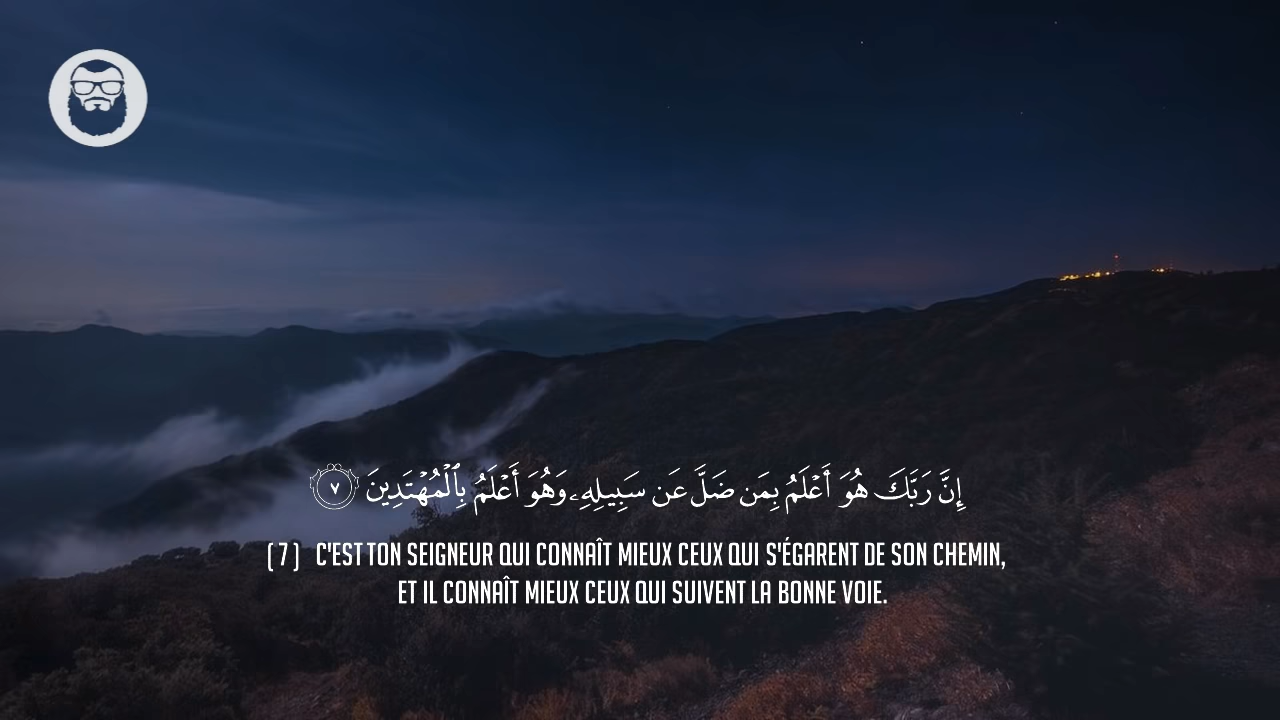 إِنَّ رَبَّكَ هُوَ أَعْلَمُ بِمَن ضَلَّ عَن سَبِيلِهِۦ وَهُوَ أَعْلَمُ بِٱلْمُهْتَدِينَ ٧
(7) C'EST TON SEIGNEUR QUI CONNAÎT MIEUX CEUX QUI S'ÉGARENT DE SON CHEMIN,
ET IL CONNAÎT MIEUX CEUX QUI SUIVENT LA BONNE VOIE.